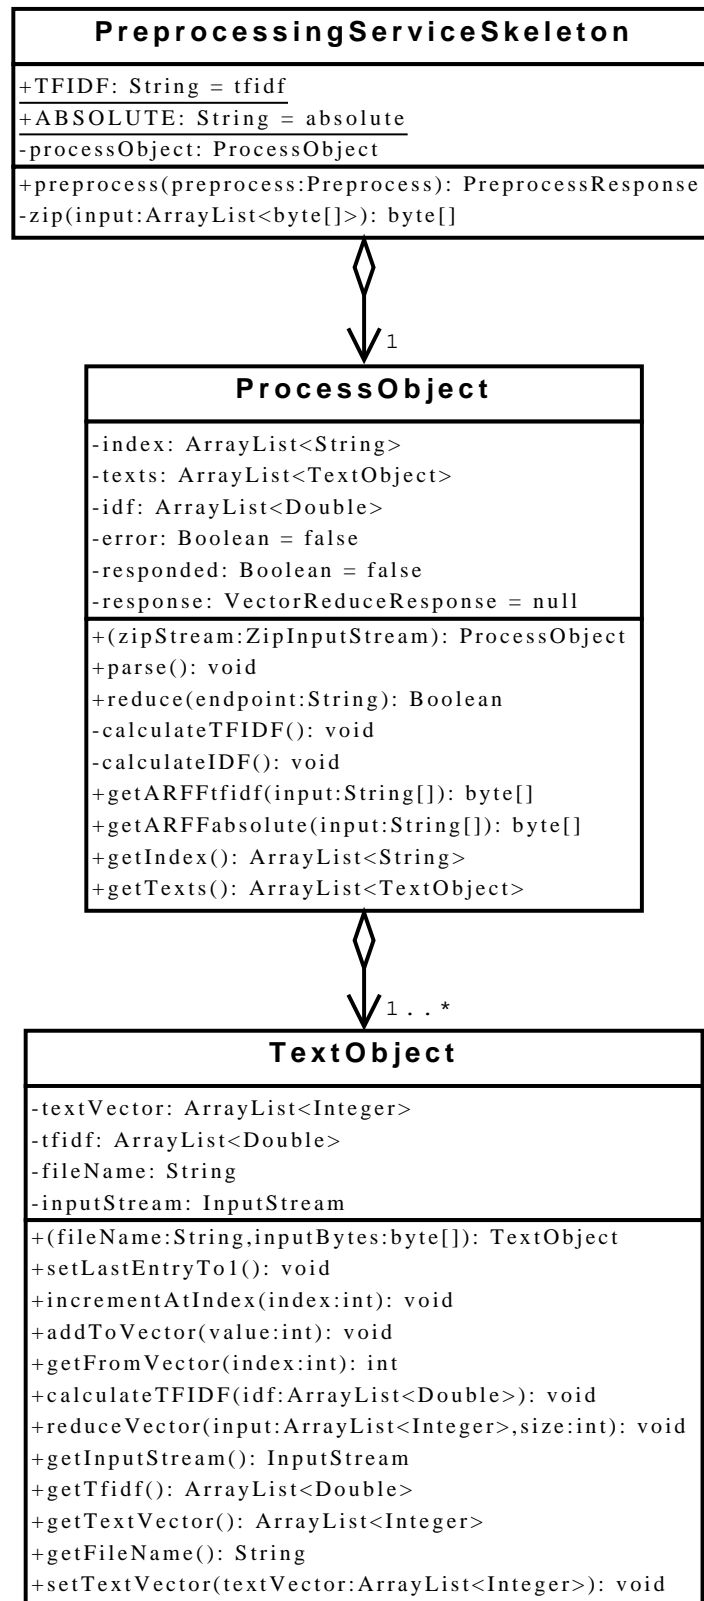 PreprocessingServiceSkeleton
+TFIDF: String = tfidf
+ABSOLUTE: String = absolute
-processObject: ProcessObject
+preprocess(preprocess:Preprocess): PreprocessResponse
-zip(input:ArrayList<byte[]>): byte[]
1
ProcessObject
-index: ArrayList<String>
-texts: ArrayList<TextObject>
-idf: ArrayList<Double>
-error: Boolean = false
-responded: Boolean = false
-response: VectorReduceResponse = null
+(zipStream:ZipInputStream): ProcessObject
+parse(): void
+reduce(endpoint:String): Boolean
-calculateTFIDF(): void
-calculateIDF(): void
+getARFFtfidf(input:String[]): byte[]
+getARFFabsolute(input:String[]): byte[]
+getIndex(): ArrayList<String>
+getTexts(): ArrayList<TextObject>
1..*
TextObject
-textVector: ArrayList<Integer>
-tfidf: ArrayList<Double>
-fileName: String
-inputStream: InputStream
+(fileName:String,inputBytes:byte[]): TextObject
+setLastEntryTo1(): void
+incrementAtIndex(index:int): void
+addToVector(value:int): void
+getFromVector(index:int): int
+calculateTFIDF(idf:ArrayList<Double>): void
+reduceVector(input:ArrayList<Integer>,size:int): void
+getInputStream(): InputStream
+getTfidf(): ArrayList<Double>
+getTextVector(): ArrayList<Integer>
+getFileName(): String
+setTextVector(textVector:ArrayList<Integer>): void